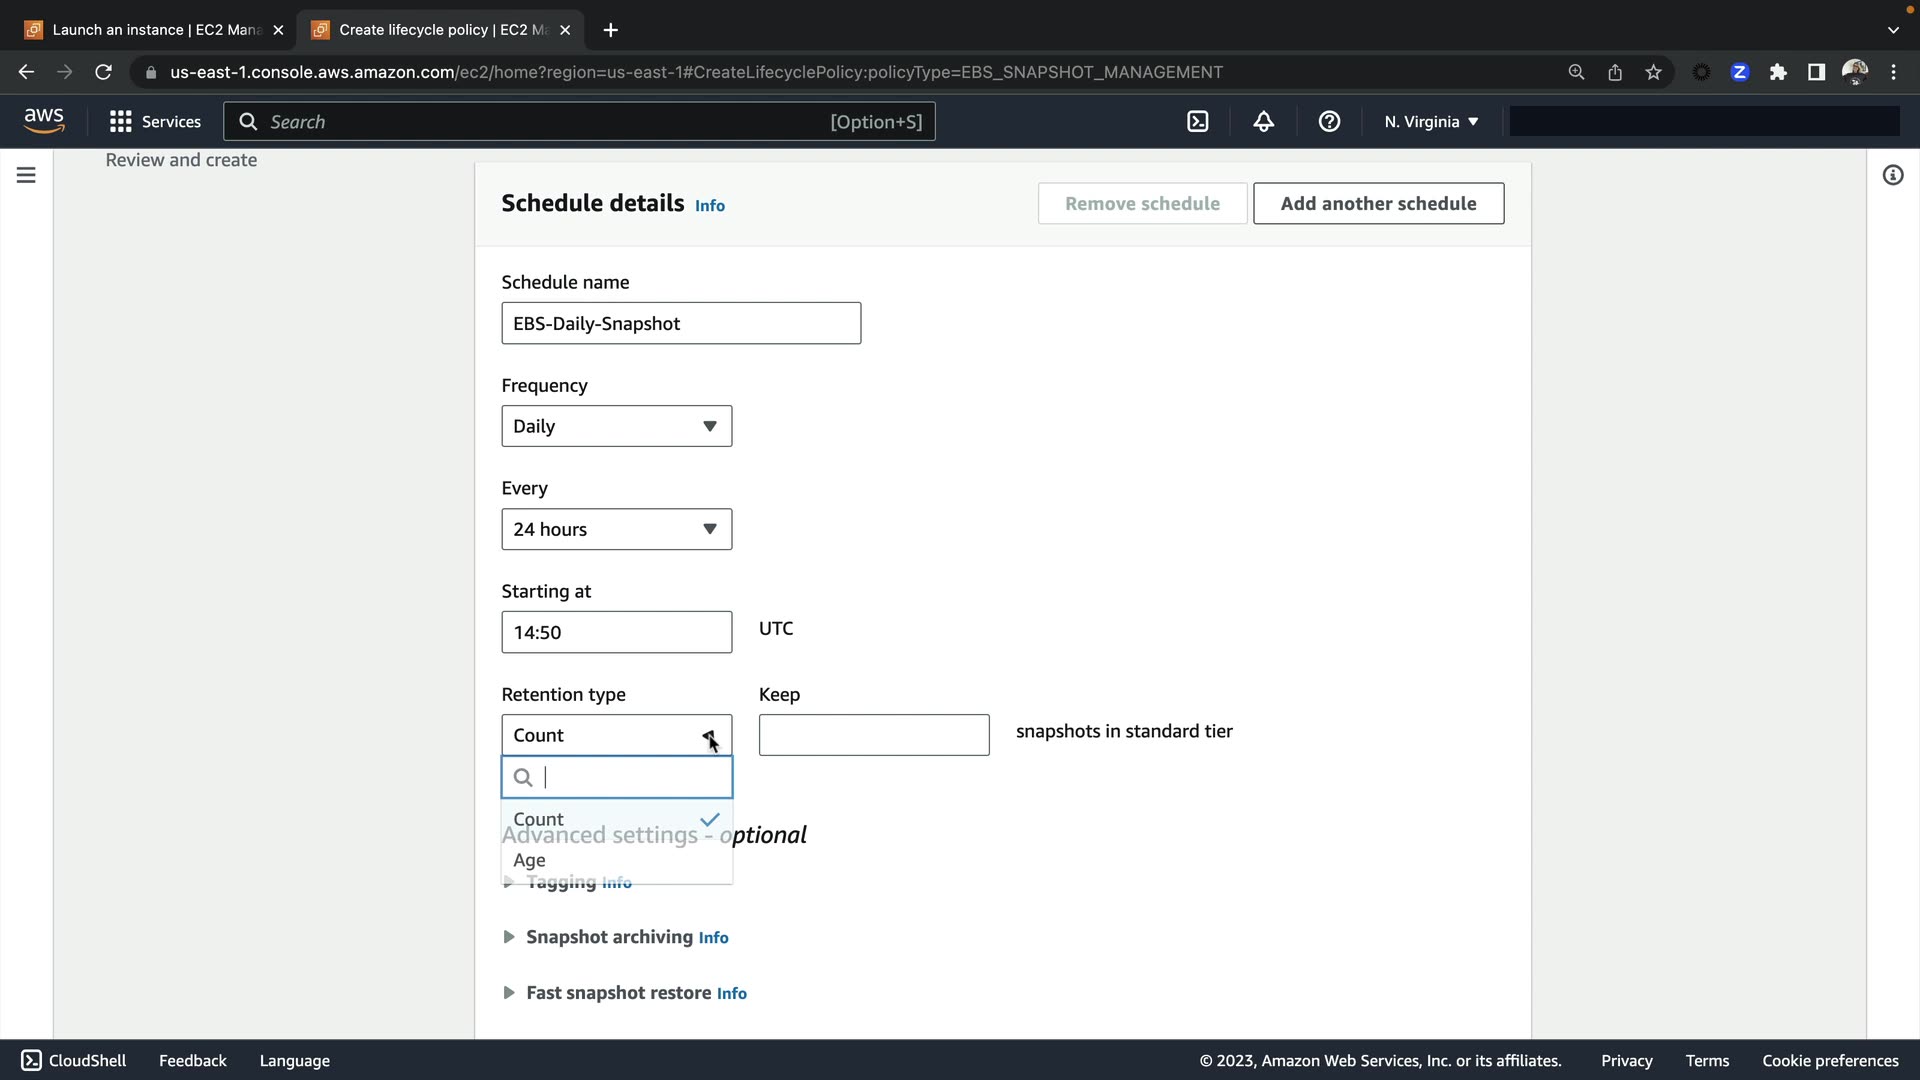 Launch an instance | EC2 Mana
Create lifecycle policy | EC2 Ma
us-east-1.console.aws.amazon.com/ec2/home?region=us-east-1#CreateLifecyclePolicy:policyType=EBS_SNAPSHOT_MANAGEMENT
aws
Services
Search
[Option+S]
N. Virginia
Review and create
Schedule details Info
Remove schedule
Add another schedule
Schedule name
EBS-Daily-Snapshot
Frequency
Daily
Every
24 hours
Starting at
14:50
UTC
Retention type
Keep
Count
snapshots in standard tier
Count
Advanced settings - optional
Age
Tagging Info
Snapshot archiving Info
Fast snapshot restore Info
CloudShell
Feedback
Language
© 2023, Amazon Web Services, Inc. or its affiliates.
Privacy
Terms
Cookie preferences